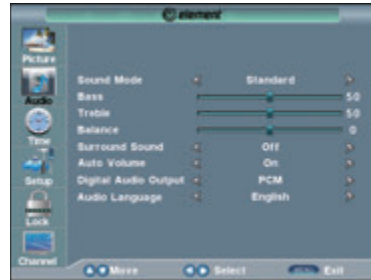 element
Picture
Sound Mode Standard
Bass 50
Audio
Treble 50
Balance 0
Time
Surround Sound Off
Auto Volume On
Setup
Digital Audio Output PCM
Audio Language English
Lock
Channel
Move Select MENU Exit